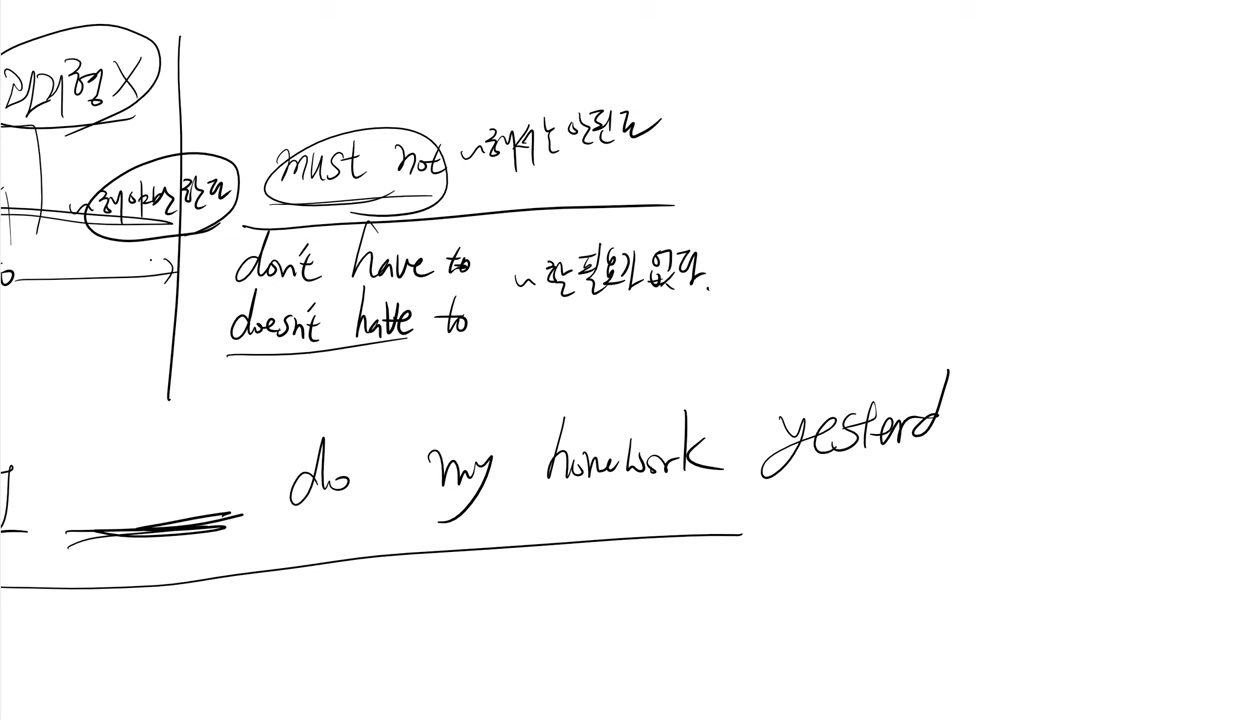 과거형 X
~해야만 한다
must not ~해서는 안된다
don't have to ~할 필요가 없다.
doesn't have to
do my homework yesterd